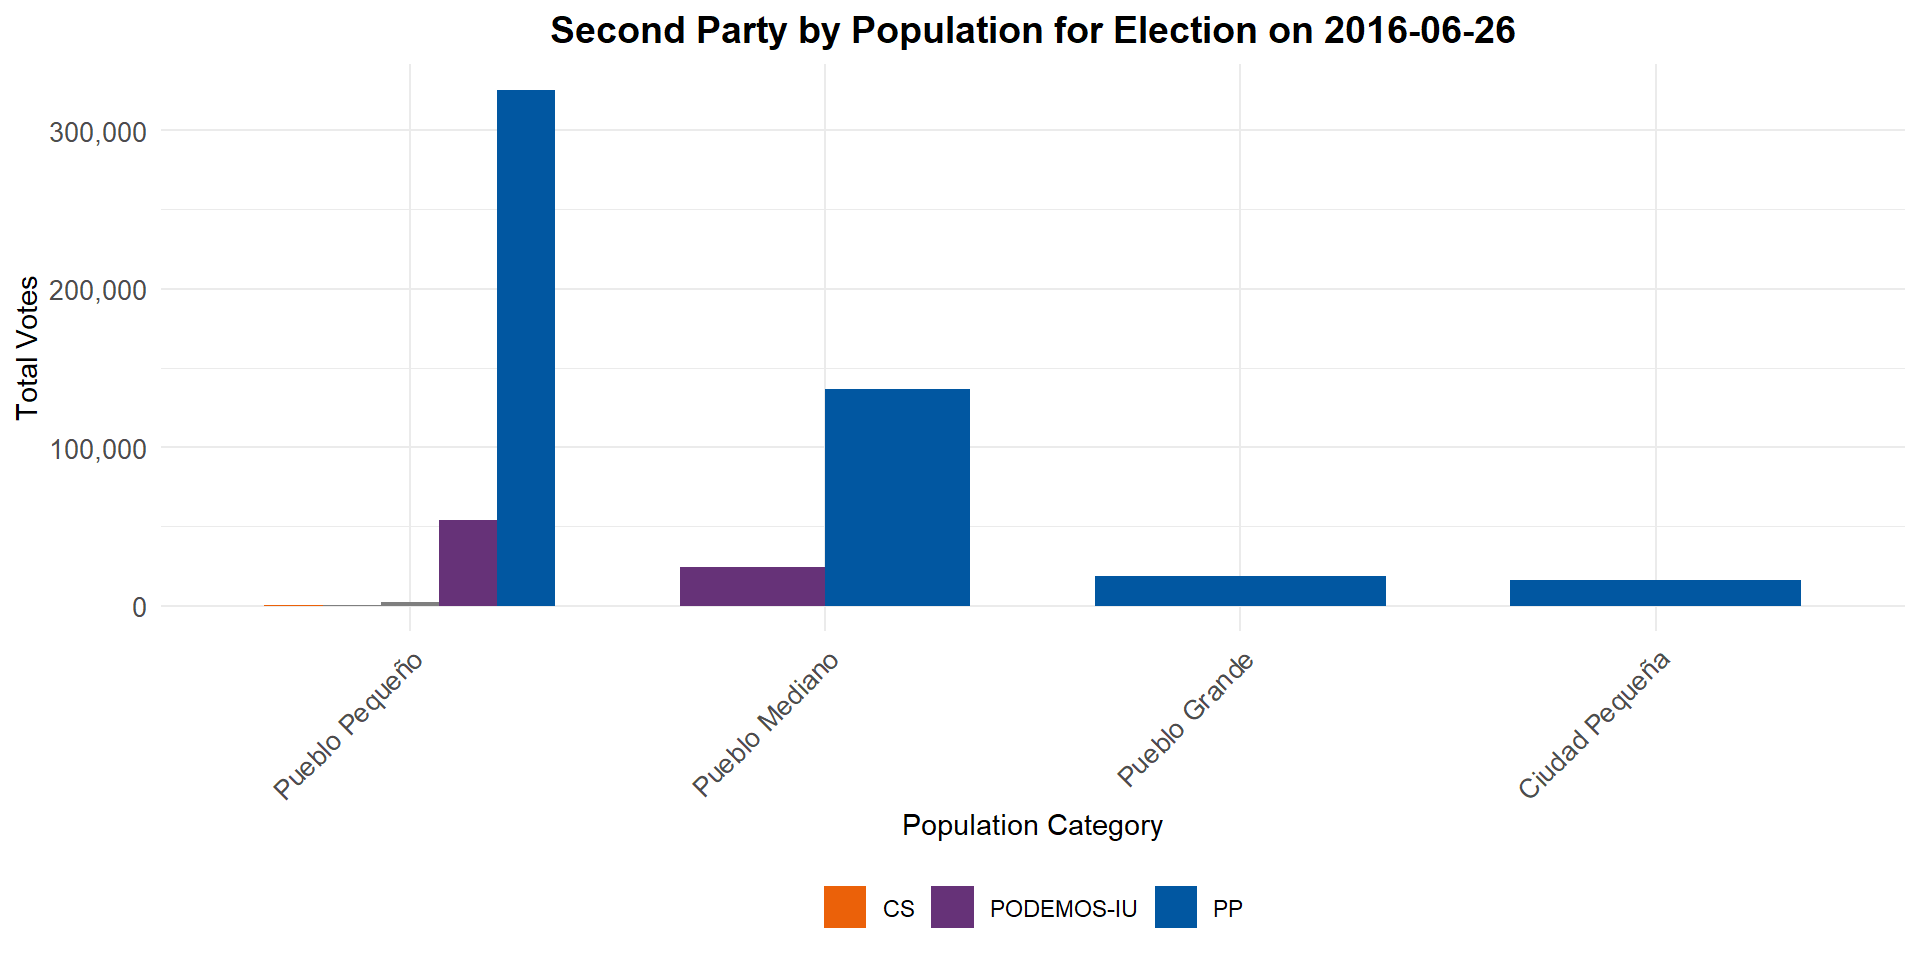 Second Party by Population for Election on 2016-06-26
Total Votes
300,000
200,000
100,000
0
Pueblo Pequeño
Pueblo Mediano
Pueblo Grande
Ciudad Pequeña
Population Category
CS
PODEMOS-IU
PP